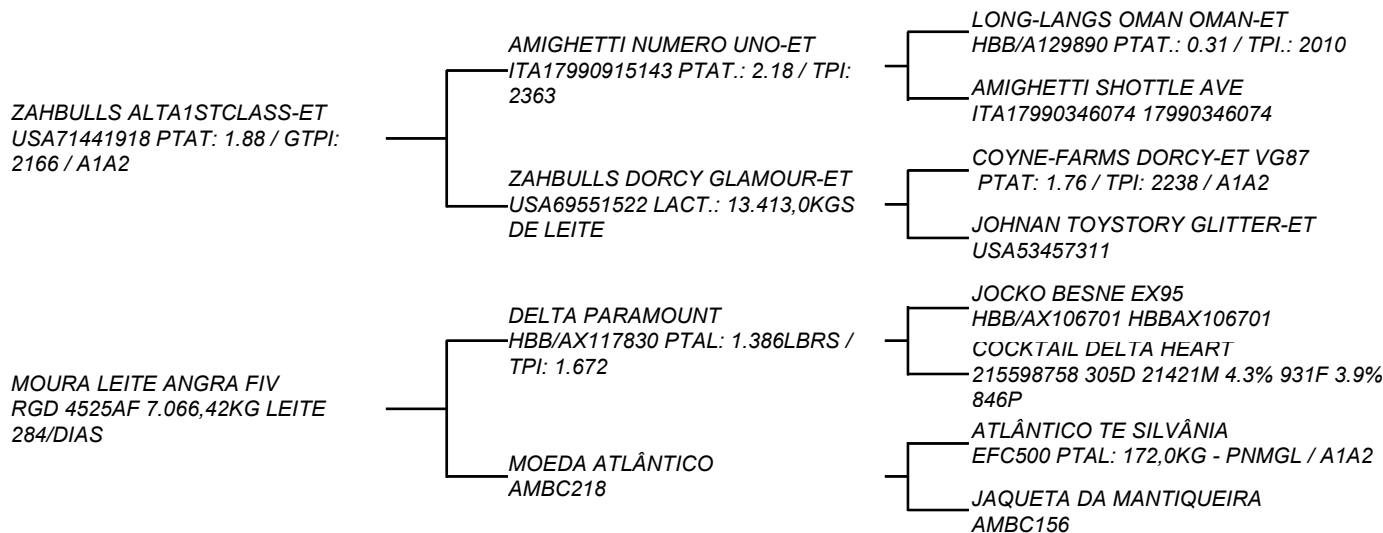 ZAHBULLS ALTA1STCLASS-ET
USA71441918 PTAT: 1.88 / GTPI:
2166 / A1A2
MOURA LEITE ANGRA FIV
RGD 4525AF 7.066,42KG LEITE
284/DIAS
AMIGHETTI NUMERO UNO-ET
ITA17990915143 PTAT.: 2.18 / TPI:
2363
ZAHBULLS DORCY GLAMOUR-ET
USA69551522 LACT.: 13.413,0KGS
DE LEITE
DELTA PARAMOUNT
HBB/AX117830 PTAL: 1.386LBRS /
TPI: 1.672
MOEDA ATLÂNTICO
AMBC218
LONG-LANGS OMAN OMAN-ET
HBB/A129890 PTAT.: 0.31 / TPI.: 2010
AMIGHETTI SHOTTLE AVE
ITA17990346074 17990346074
COYNE-FARMS DORCY-ET VG87
PTAT: 1.76 / TPI: 2238 / A1A2
JOHNAN TOYSTORY GLITTER-ET
USA53457311
JOCKO BESNE EX95
HBB/AX106701 HBBAX106701
COCKTAIL DELTA HEART
215598758 305D 21421M 4.3% 931F 3.9%
846P
ATLÂNTICO TE SILVÂNIA
EFC500 PTAL: 172,0KG - PNMGL / A1A2
JAQUETA DA MANTIQUEIRA
AMBC156